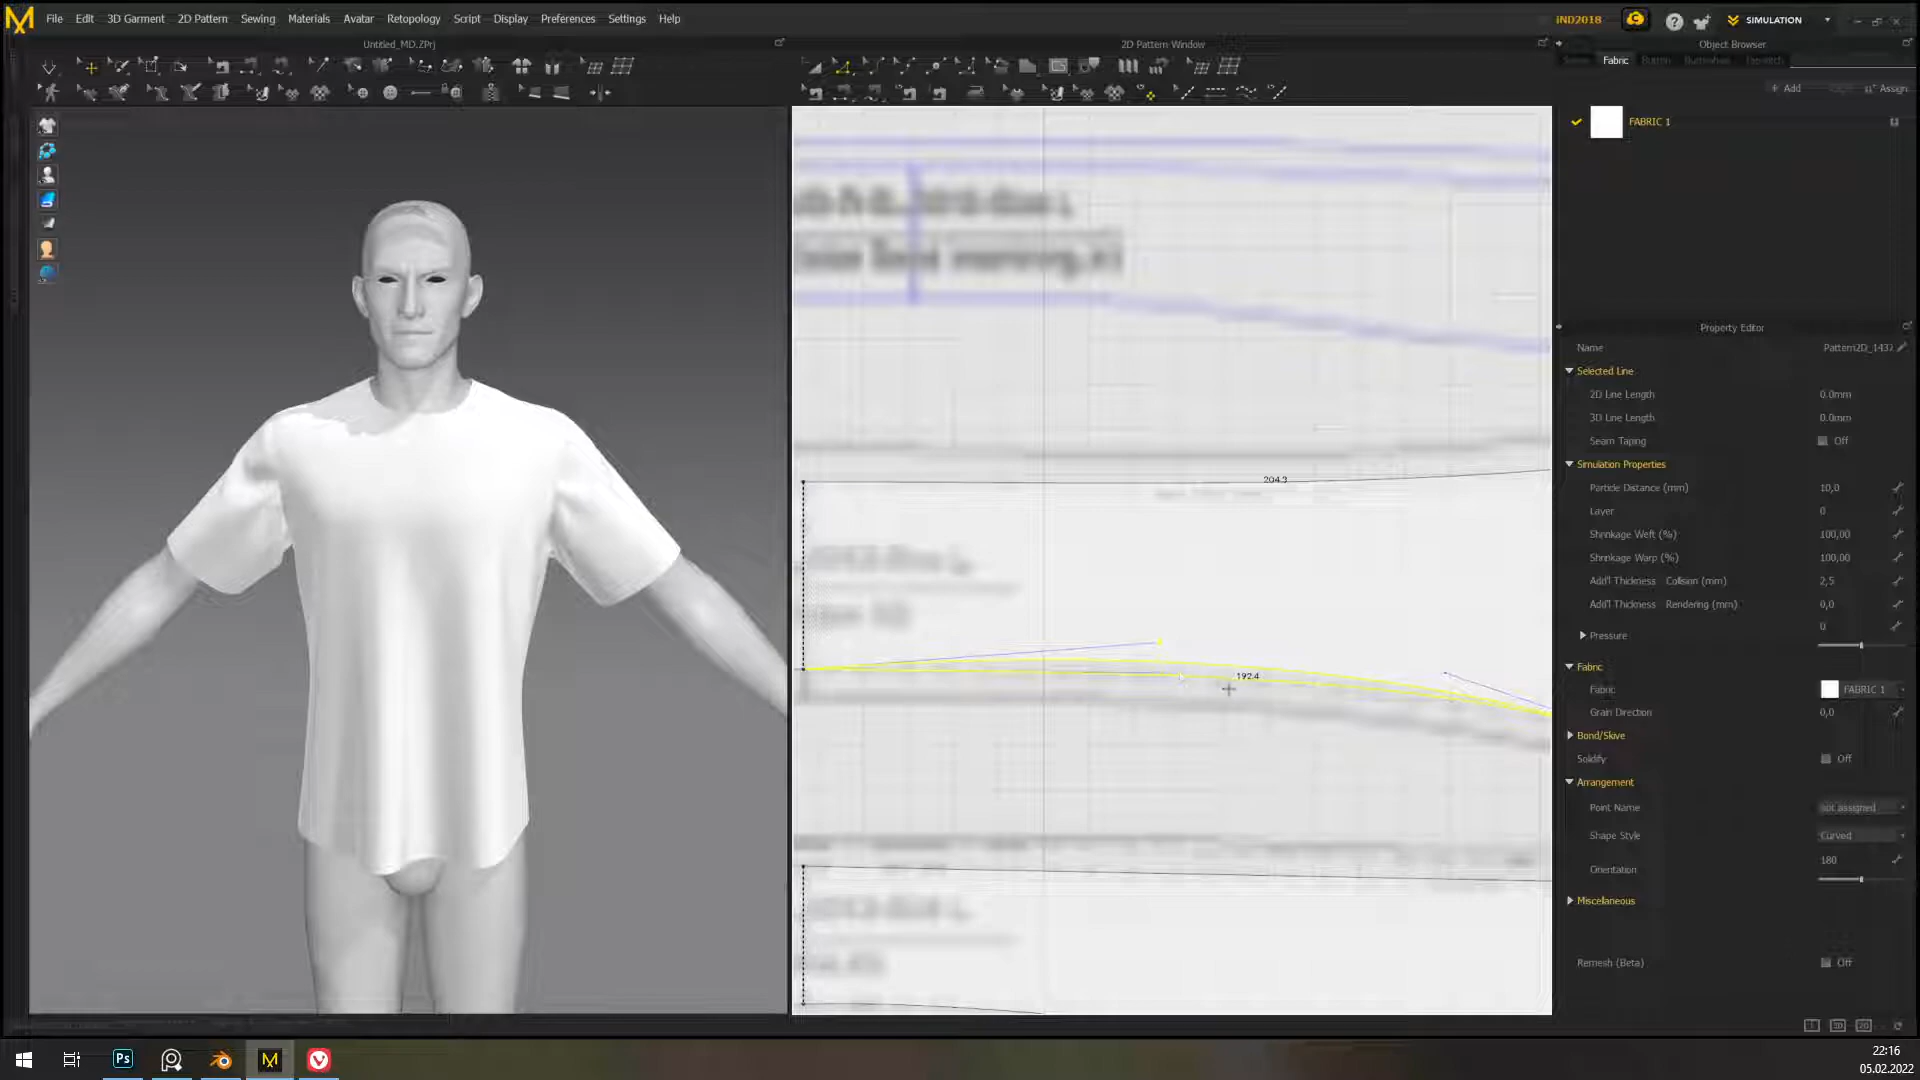 File Edit 3D Garment 2D Pattern Sewing Materials Avatar Retopology Script Display Preferences Settings Help
iND2018 SIMULATION
Untitled_MD.ZPrj
2D Pattern Window
Object Browser
Fabric Button
Add Assign
FABRIC 1
Property Editor
Name
Selected Line
2D Line Length 0.0mm
3D Line Length 0.0mm
Seam Taping Off
Simulation Properties
Particle Distance (mm) 10,0
Layer 0
Shrinkage Weft (%) 100,00
Shrinkage Warp (%) 100,00
Add'l Thickness Collision (mm) 2,5
Add'l Thickness Rendering (mm) 0,0
Pressure 0
Fabric
Fabric FABRIC 1
Grain Direction 0,0
Bond/Skive
Solidify Off
Arrangement
Point Name not assigned
Shape Style Curved
Orientation 180
Miscellaneous
Remesh (Beta) Off
204.3
192.4
Ps
22:16
05.02.2022